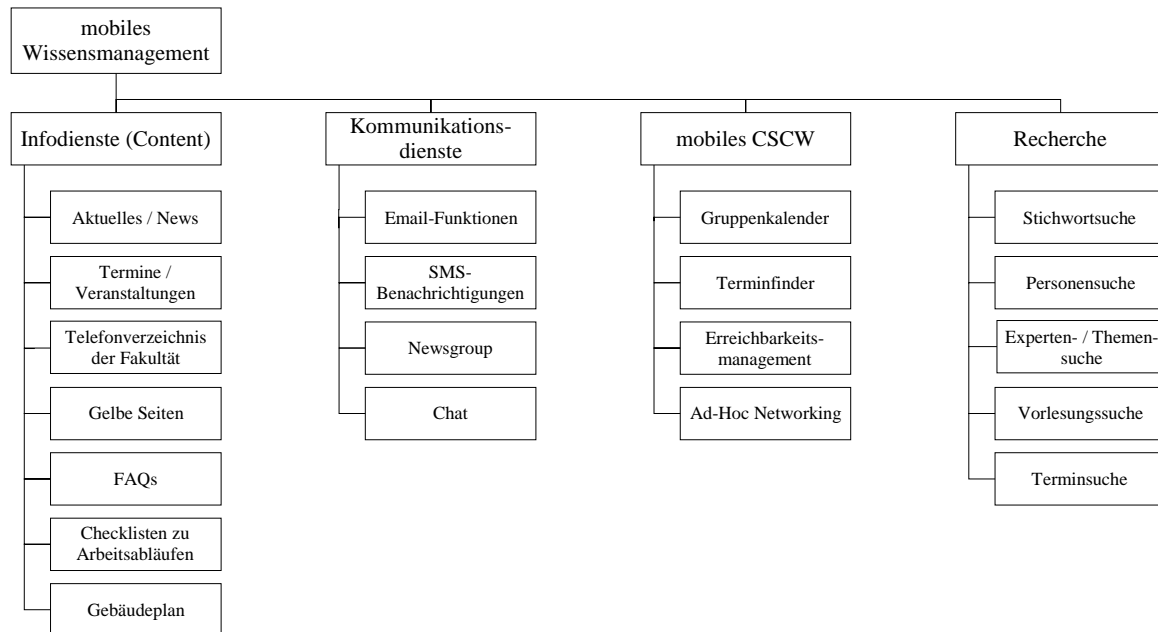 mobiles
Wissensmanagement
Infodienste (Content)
Aktuelles / News
Termine /
Veranstaltungen
Telefonverzeichnis
der Fakultät
Gelbe Seiten
FAQs
Checklisten zu
Arbeitsabläufen
Gebäudeplan
Kommunikations-
dienste
Email-Funktionen
SMS-
Benachrichtigungen
Newsgroup
Chat
mobiles CSCW
Gruppenkalender
Terminfinder
Erreichbarkeits-
management
Ad-Hoc Networking
Recherche
Stichwortsuche
Personensuche
Experten- / Themen-
suche
Vorlesungssuche
Terminsuche